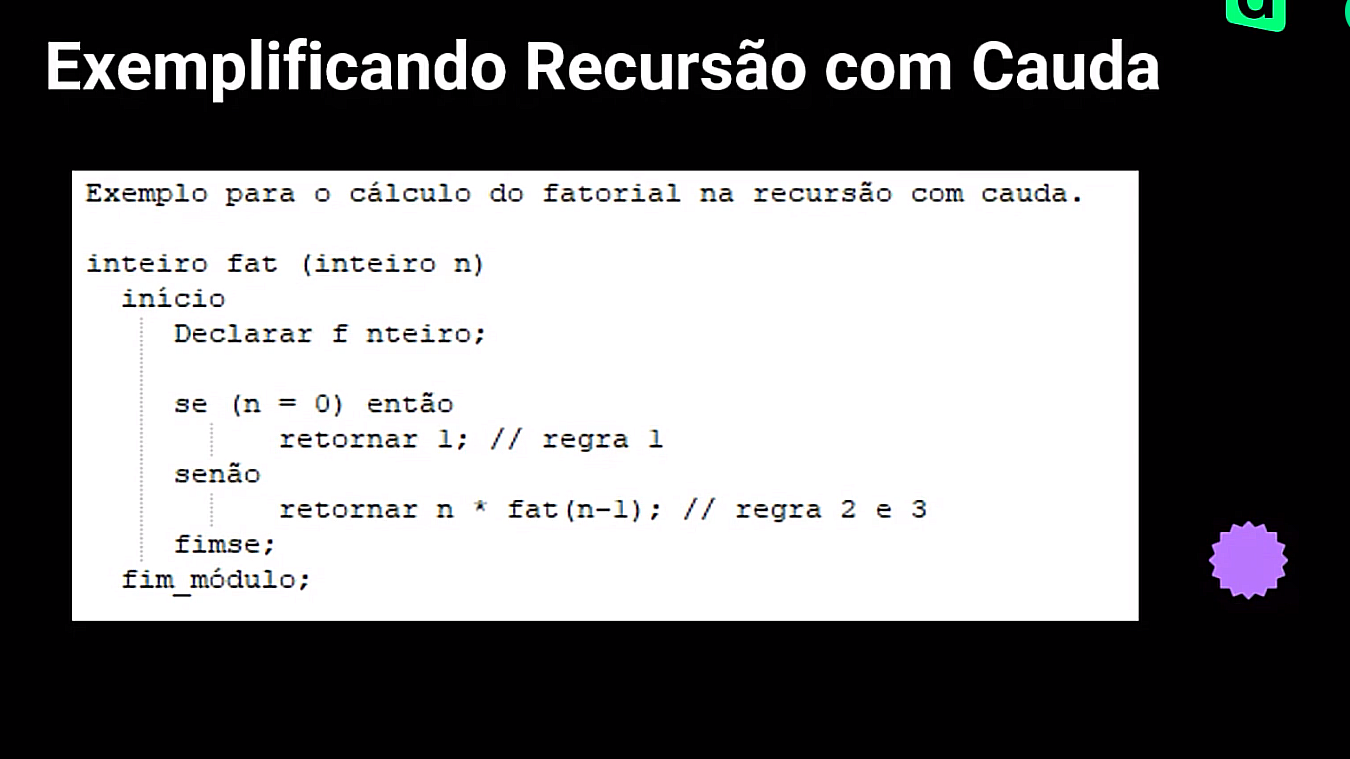 Exemplificando Recursão com Cauda
Exemplo para o cálculo do fatorial na recursão com cauda.
inteiro fat (inteiro n)
início
Declarar f nteiro;
se (n = 0) então
retornar 1; // regra 1
senão
retornar n * fat(n-1); // regra 2 e 3
fimse;
fim_módulo;